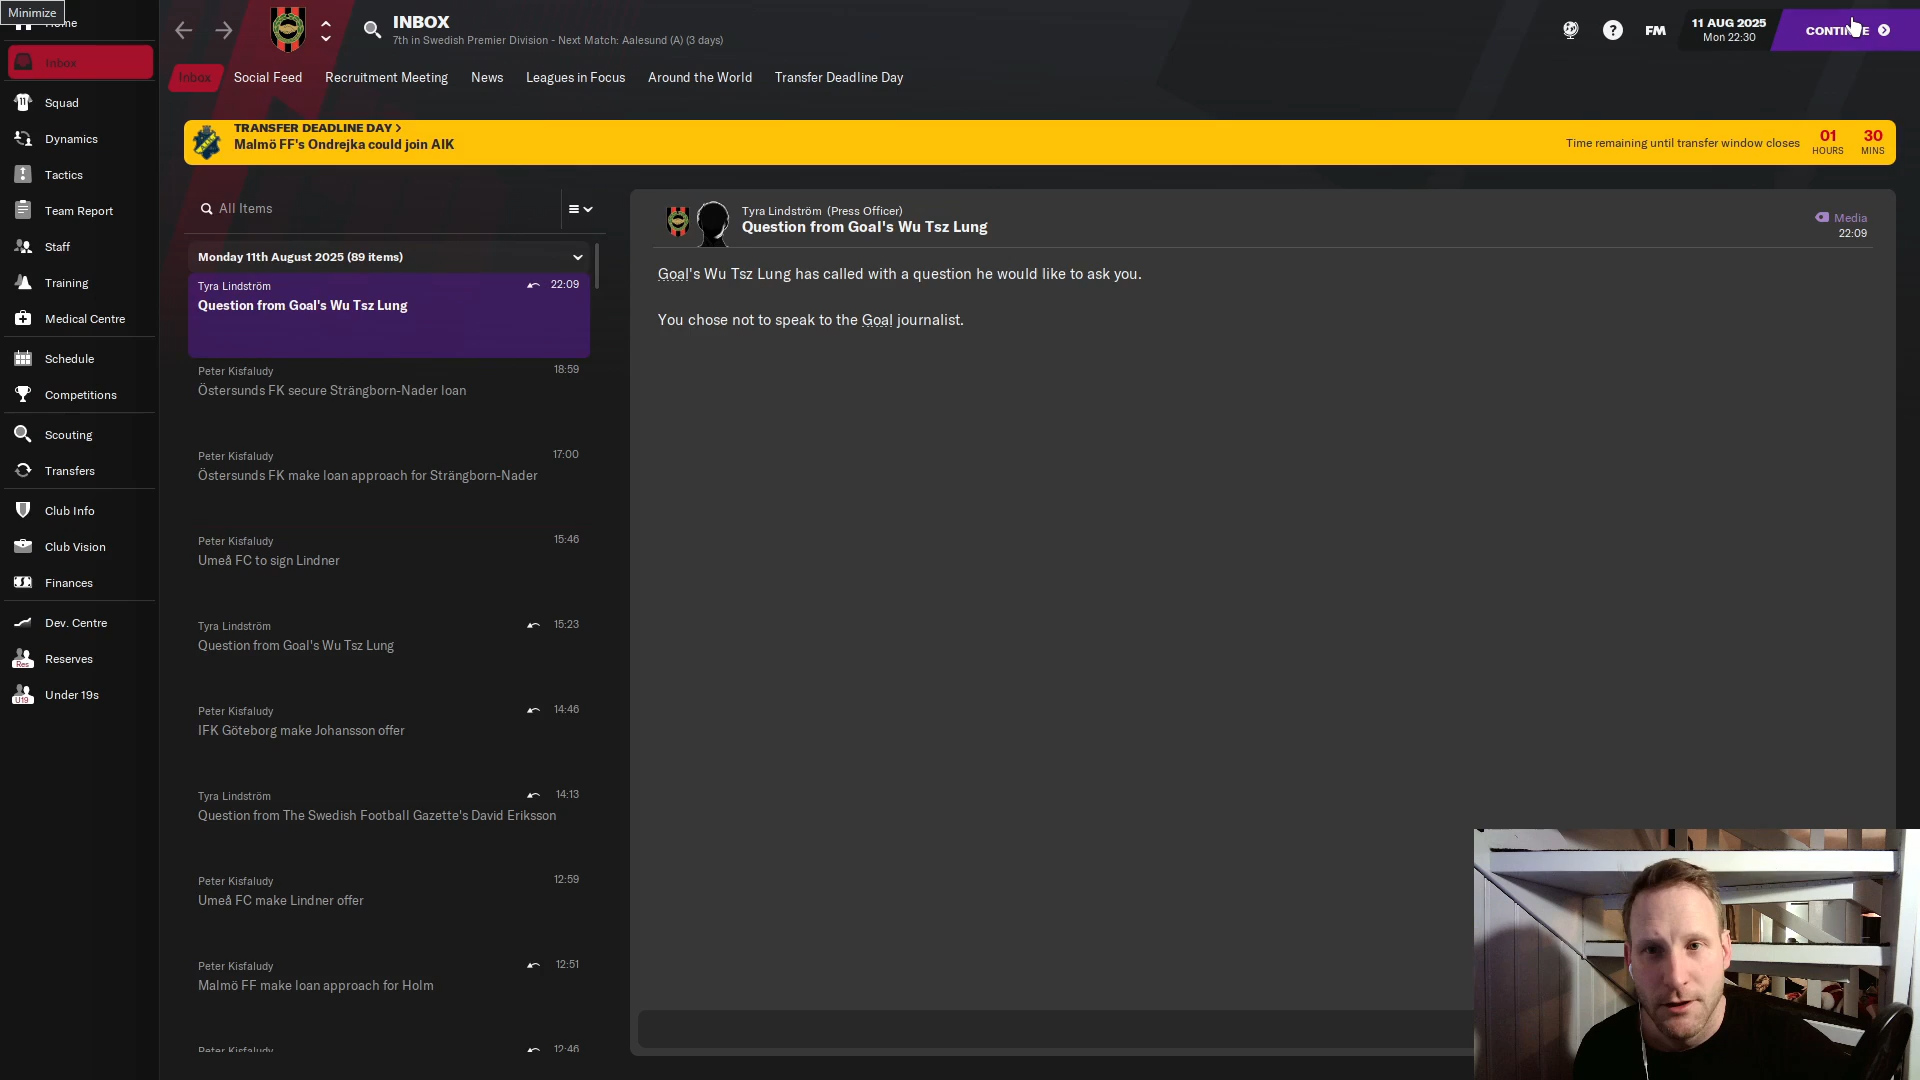 Minimize
INBOX
7th in Swedish Premier Division - Next Match: Aalesund (A) (3 days)
FM
11 AUG 2025
Mon 22:30
Inbox
Squad
Dynamics
Tactics
Team Report
Staff
Training
Medical Centre
Schedule
Competitions
Scouting
Transfers
Club Info
Club Vision
Finances
Dev. Centre
Res
Reserves
U19
Under 19s
Inbox
Social Feed
Recruitment Meeting
News
Leagues in Focus
Around the World
Transfer Deadline Day
TRANSFER DEADLINE DAY >
Malmö FF's Ondrejka could join AIK
Time remaining until transfer window closes
01 HOURS
30 MINS
All Items
Monday 11th August 2025 (89 items)
Tyra Lindström 22:09
Question from Goal's Wu Tsz Lung
Peter Kisfaludy 18:59
Östersunds FK secure Strängborn-Nader loan
Peter Kisfaludy 17:00
Östersunds FK make loan approach for Strängborn-Nader
Peter Kisfaludy 15:46
Umeå FC to sign Lindner
Tyra Lindström 15:23
Question from Goal's Wu Tsz Lung
Peter Kisfaludy 14:46
IFK Göteborg make Johansson offer
Tyra Lindström 14:13
Question from The Swedish Football Gazette's David Eriksson
Peter Kisfaludy 12:59
Umeå FC make Lindner offer
Peter Kisfaludy 12:51
Malmö FF make loan approach for Holm
Peter Kisfaludy 12:46
Tyra Lindström (Press Officer)
Question from Goal's Wu Tsz Lung
Media
22:09
Goal's Wu Tsz Lung has called with a question he would like to ask you.
You chose not to speak to the Goal journalist.